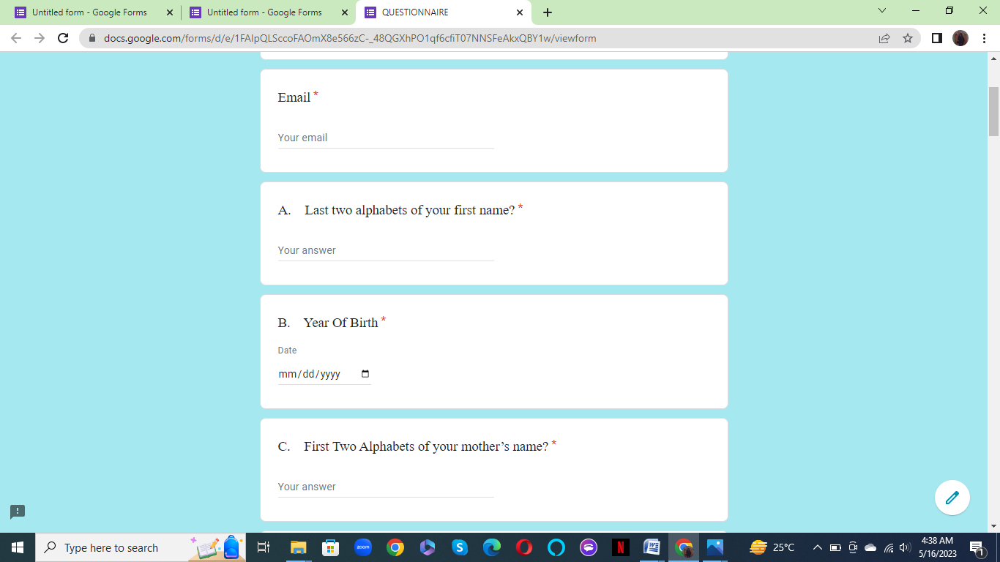 Untitled form - Google Forms
Untitled form - Google Forms
QUESTIONNAIRE
docs.google.com/forms/d/e/1FAIpQLSccoFAOmX8e566zC-_48QGXhPO1qf6cfiT07NNSFeAkxQBY1w/viewform
Email *
Your email
A. Last two alphabets of your first name? *
Your answer
B. Year Of Birth *
Date
mm/dd/yyyy
C. First Two Alphabets of your mother’s name? *
Your answer
Type here to search
zoom
25°C
4:38 AM
5/16/2023
1